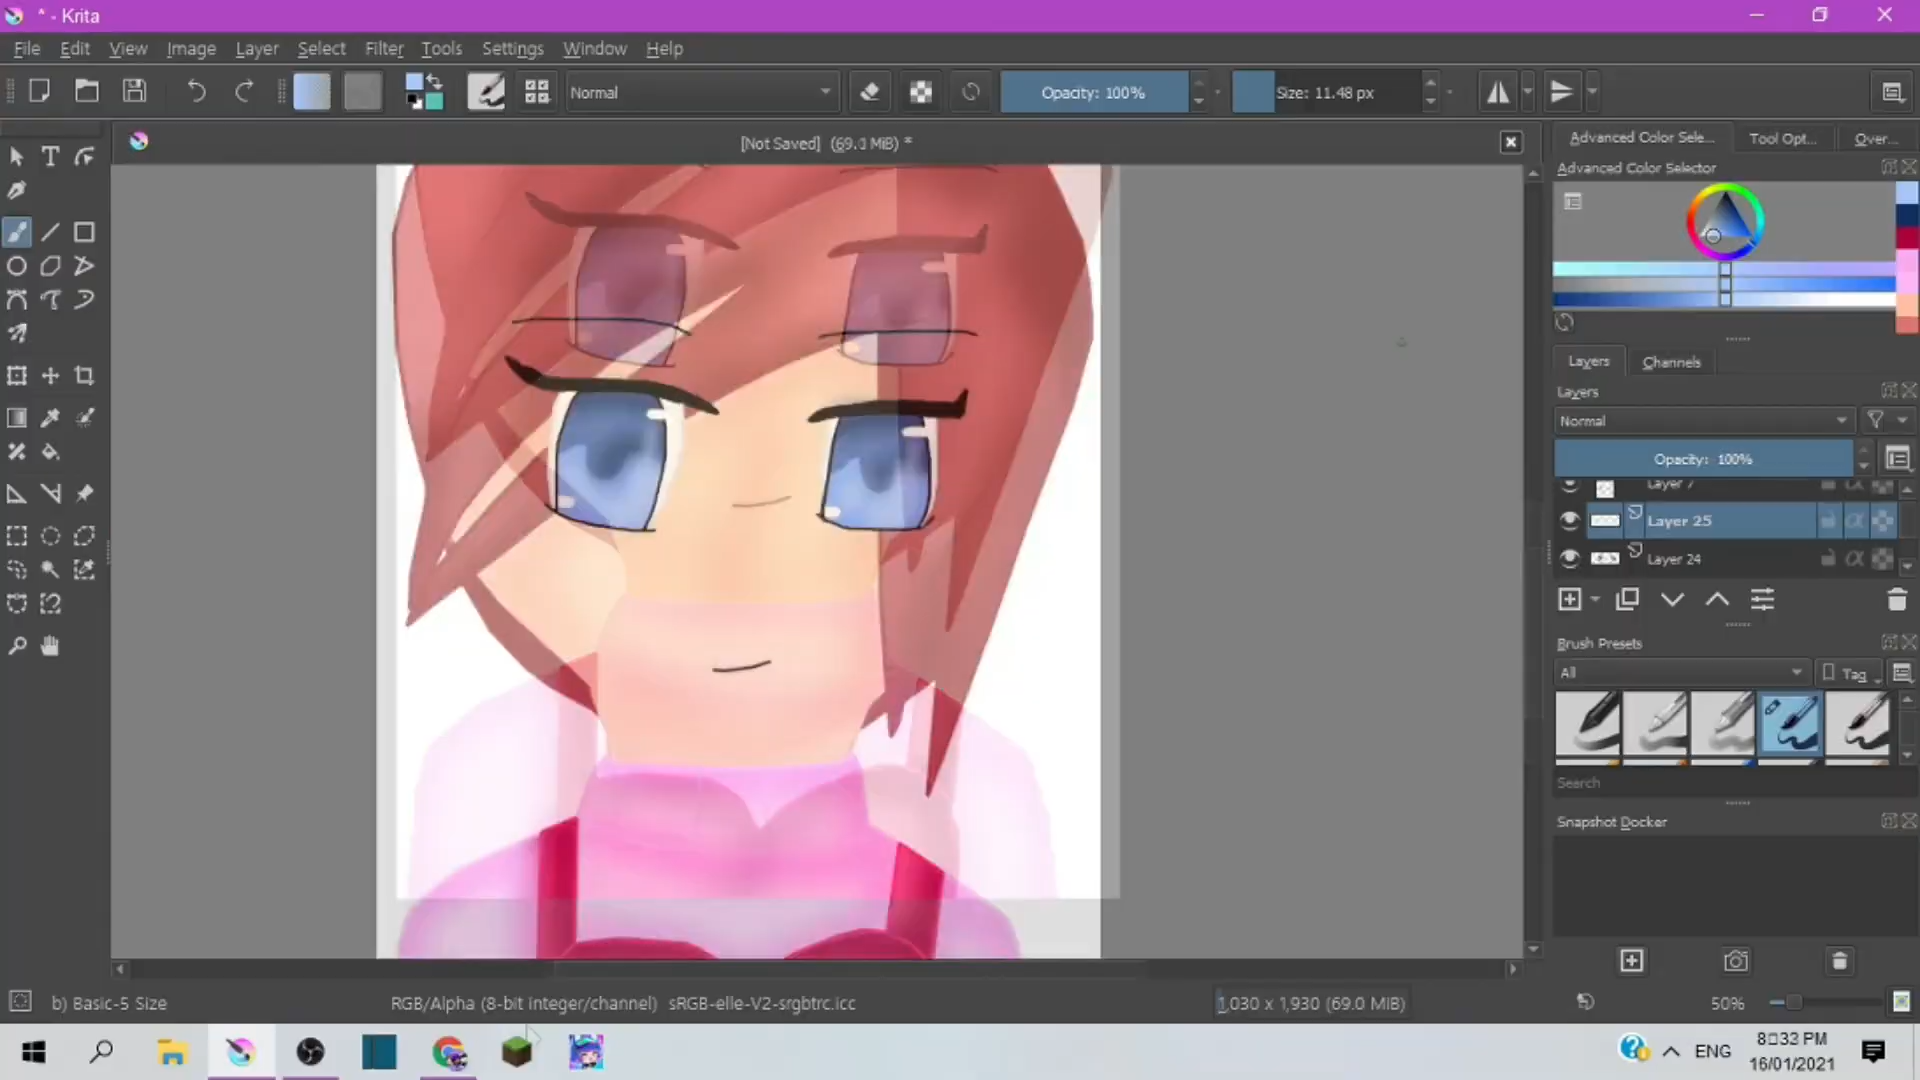 * - Krita
File Edit View Image Layer Select Filter Tools Settings Window Help
Normal Opacity: 100% Size: 11.48 px
[Not Saved] (69.0 MiB) *
Advanced Color Sele... Tool Opt... Over...
Advanced Color Selector
Layers Channels
Layers
Normal
Opacity: 100%
Layer 7
Layer 25
Layer 24
Brush Presets
All Tag
Search
Snapshot Docker
b) Basic-5 Size RGB/Alpha (8-bit integer/channel) sRGB-elle-V2-srgbtrc.icc 1,030 x 1,930 (69.0 MiB) 50%
ENG 8:33 PM
16/01/2021